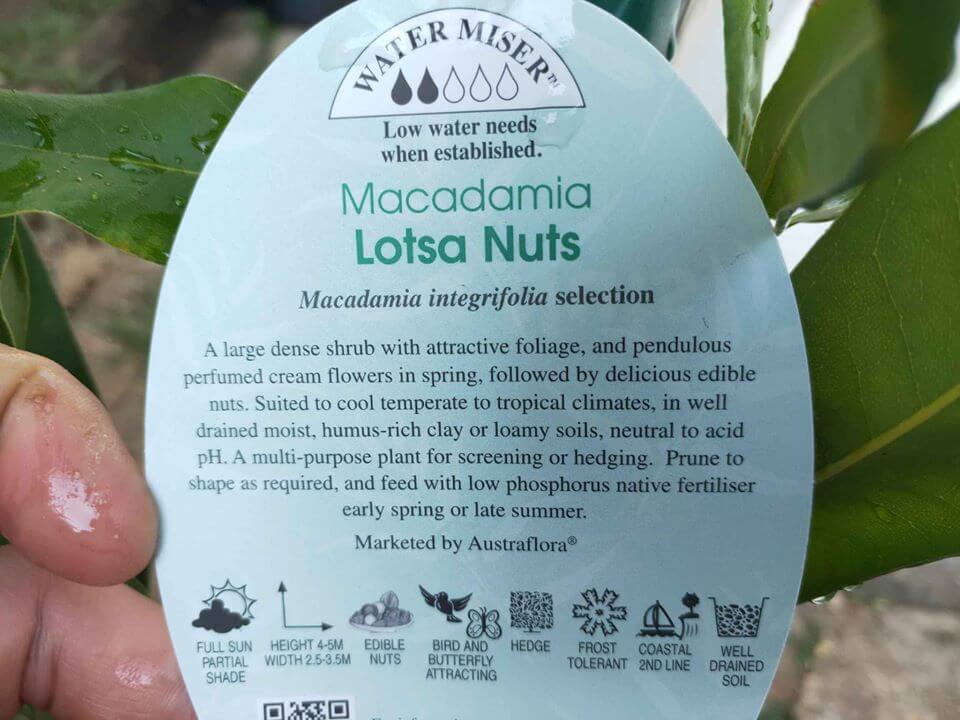 WATER MISER™
Low water needs
when established.
Macadamia
Lotsa Nuts
Macadamia integrifolia selection
A large dense shrub with attractive foliage, and pendulous
perfumed cream flowers in spring, followed by delicious edible
nuts. Suited to cool temperate to tropical climates, in well
drained moist, humus-rich clay or loamy soils, neutral to acid
pH. A multi-purpose plant for screening or hedging. Prune to
shape as required, and feed with low phosphorus native fertiliser
early spring or late summer.
Marketed by Austraflora®
FULL SUN
PARTIAL
SHADE
HEIGHT 4-5M
WIDTH 2.5-3.5M
EDIBLE
NUTS
BIRD AND
BUTTERFLY
ATTRACTING
HEDGE
FROST
TOLERANT
COASTAL
2ND LINE
WELL
DRAINED
SOIL